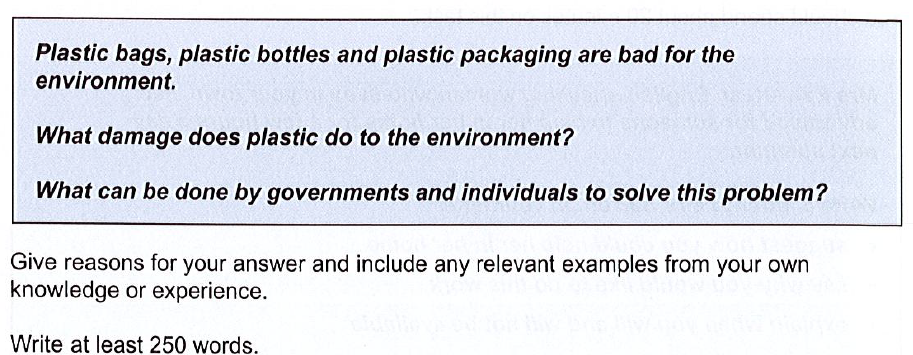 Plastic bags, plastic bottles and plastic packaging are bad for the
environment.
What damage does plastic do to the environment?
What can be done by governments and individuals to solve this problem?
Give reasons for your answer and include any relevant examples from your own
knowledge or experience.
Write at least 250 words.